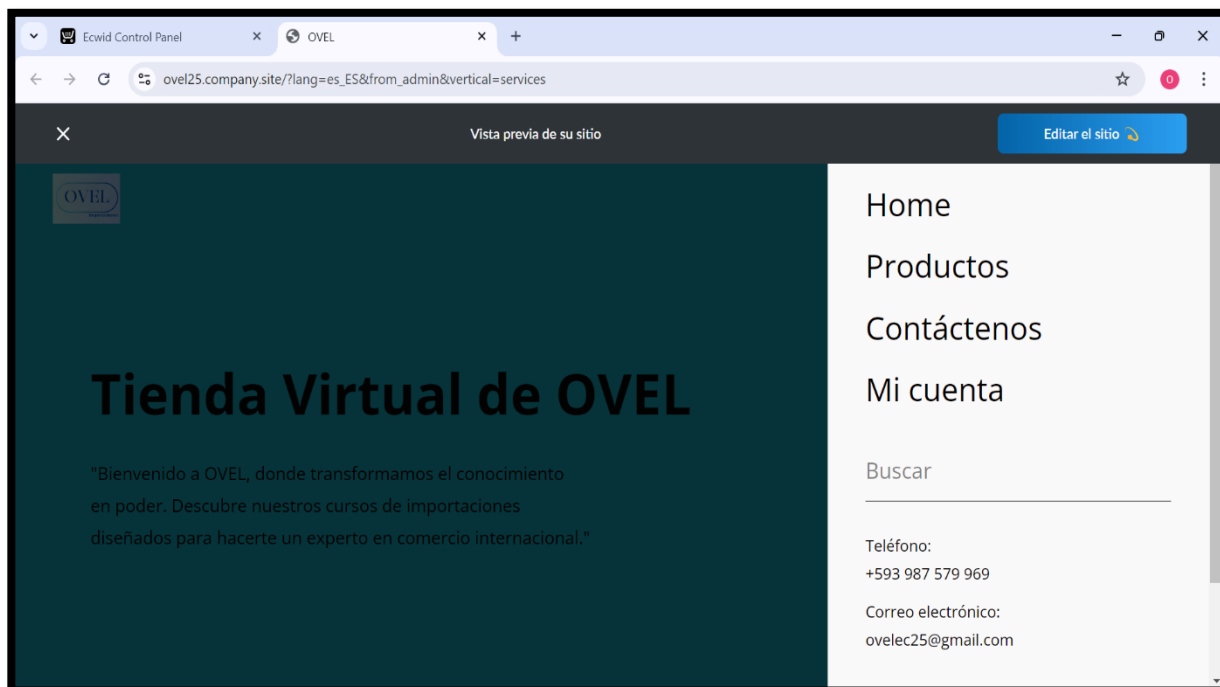 Ecwid Control Panel
OVEL
ovel25.company.site/?lang=es_ES&from_admin&vertical=services
O
Vista previa de su sitio
Editar el sitio
OVEL
Tienda Virtual de OVEL
"Bienvenido a OVEL, donde transformamos el conocimiento
en poder. Descubre nuestros cursos de importaciones
diseñados para hacerte un experto en comercio internacional."
Home
Productos
Contáctenos
Mi cuenta
Buscar
Teléfono:
+593 987 579 969
Correo electrónico:
ovelec25@gmail.com